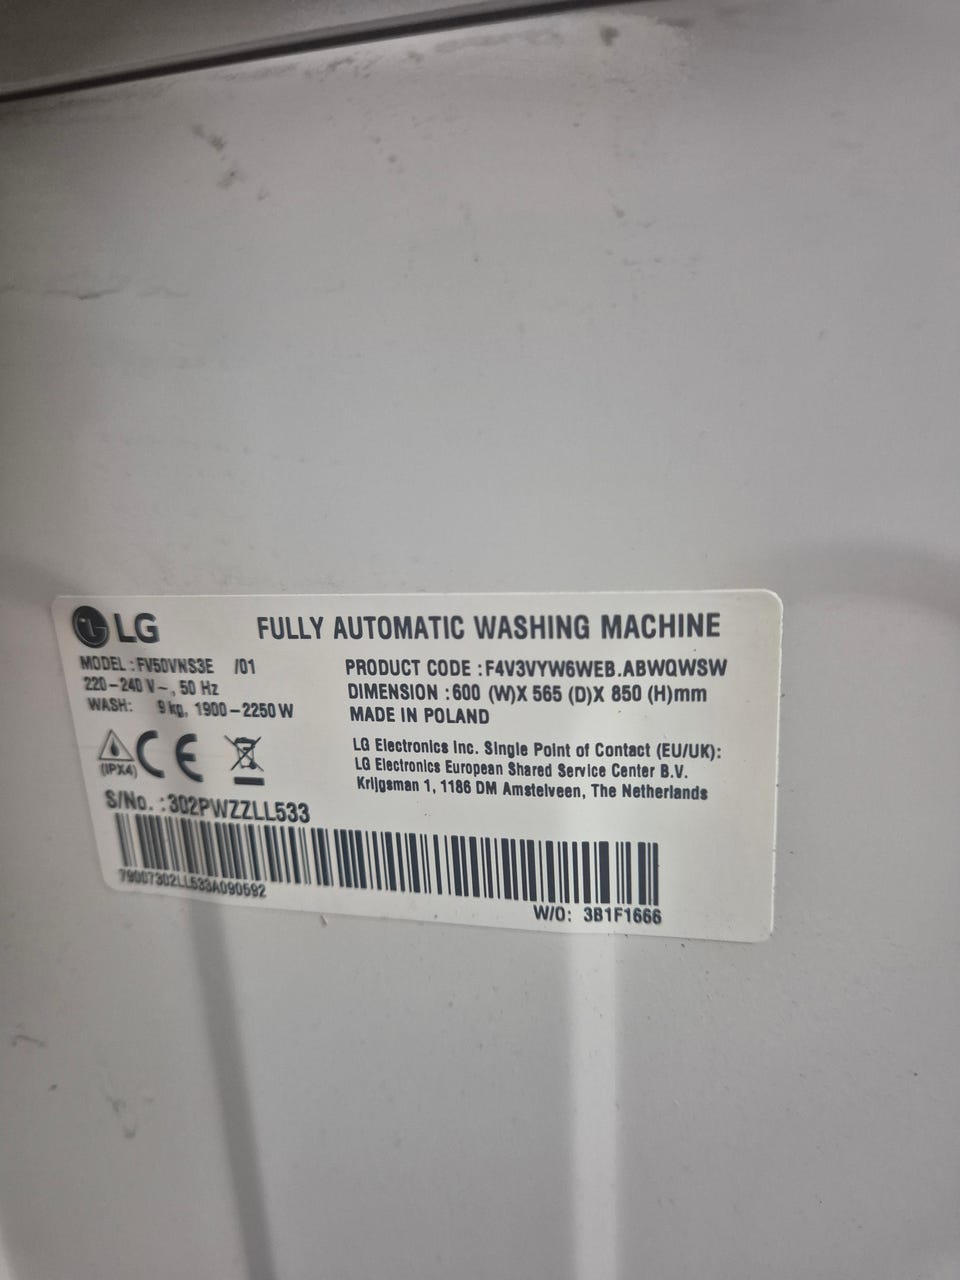 LG FULLY AUTOMATIC WASHING MACHINE
MODEL : FV50VNS3E /01
220-240 V~, 50 Hz
WASH: 9 kg, 1900-2250 W
PRODUCT CODE : F4V3VYW6WEB.ABWQWSW
DIMENSION : 600 (W)X 565 (D)X 850 (H)mm
MADE IN POLAND
(IPX4) CE
LG Electronics Inc. Single Point of Contact (EU/UK):
LG Electronics European Shared Service Center B.V.
Krijgsman 1, 1186 DM Amstelveen, The Netherlands
S/No. : 302PWZZLL533
79007302LL533A090592
W/O: 3B1F1666